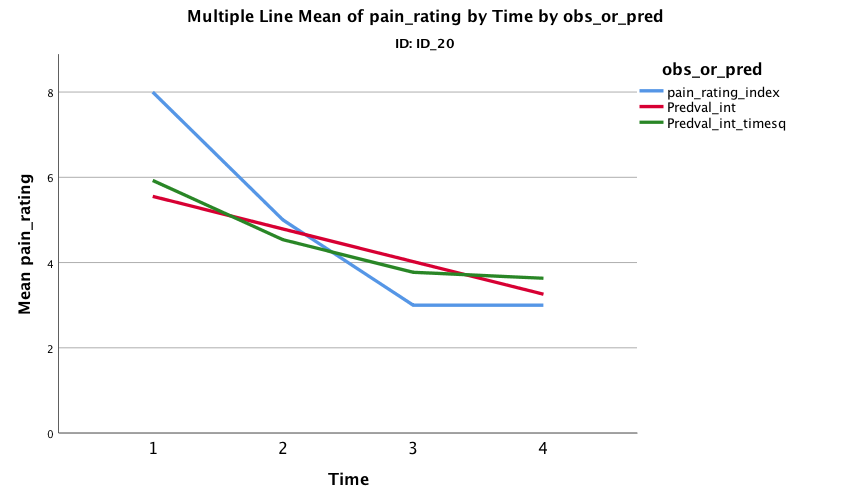 Multiple Line Mean of pain_rating by Time by obs_or_pred
ID: ID_20
obs_or_pred
pain_rating_index
Predval_int
Predval_int_timesq
Mean pain_rating
8
6
4
2
0
1 2 3 4
Time